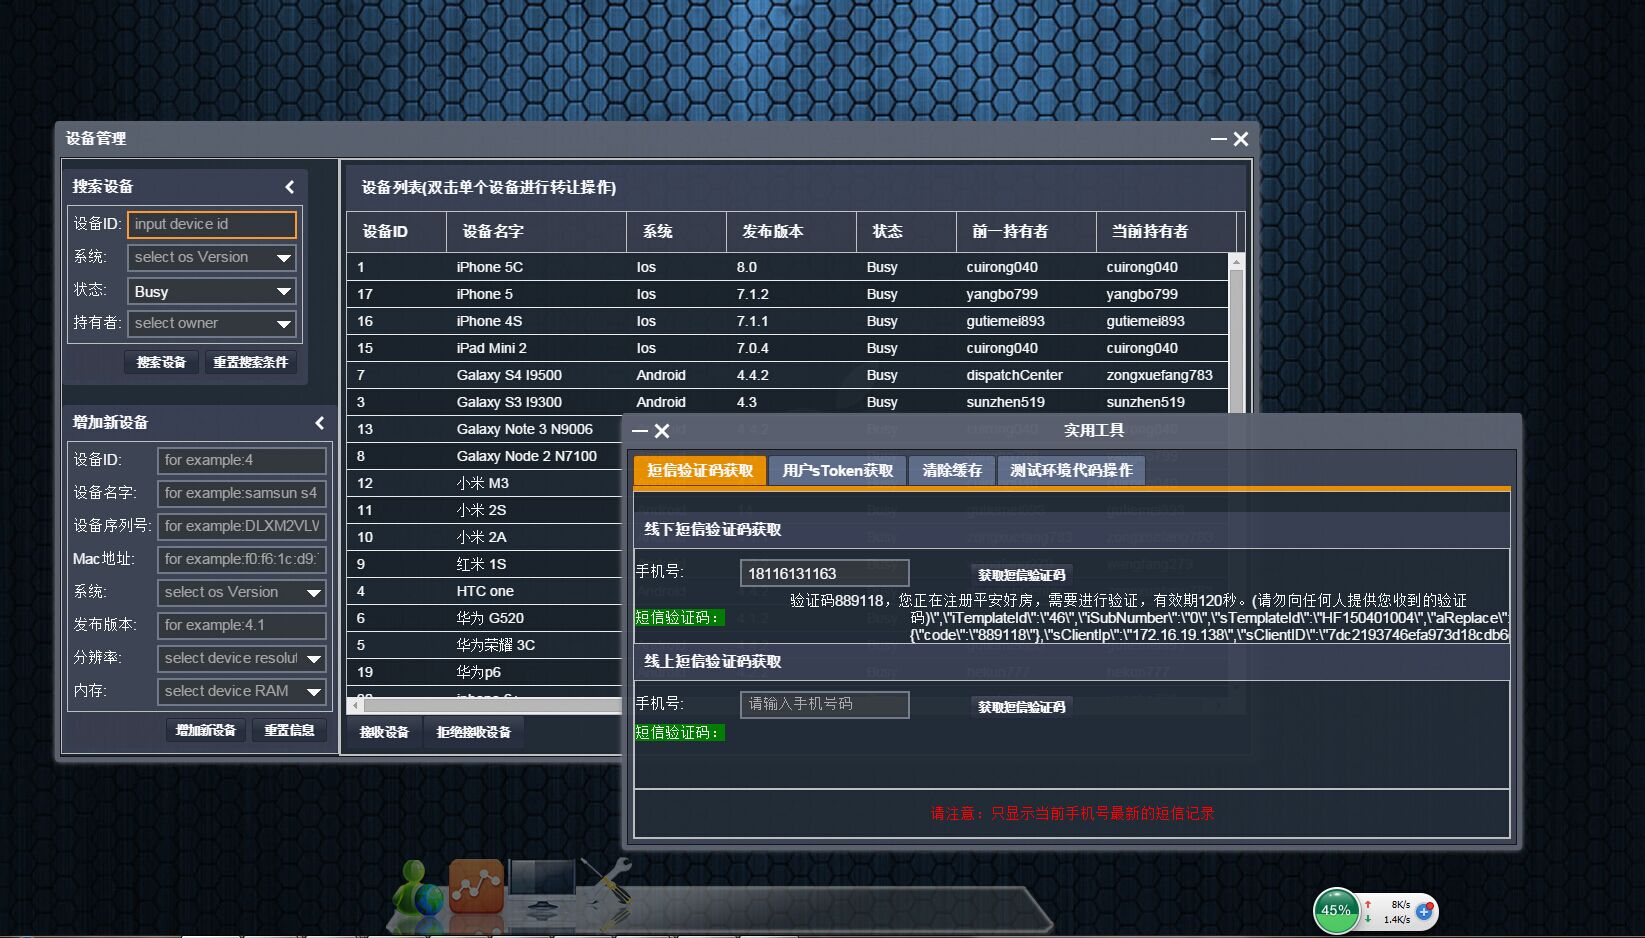 设备管理
搜索设备
设备ID: input device id
系统: select os Version
状态: Busy
持有者: select owner
搜索设备 重置搜索条件
增加新设备
设备ID: for example:4
设备名字: for example:samsun s4
设备序列号: for example:DLXM2VLV
Mac地址: for example:f0:f6:1c:d9:
系统: select os Version
发布版本: for example:4.1
分辨率: select device resolut
内存: select device RAM
增加新设备 重置信息
设备列表(双击单个设备进行转让操作)
设备ID 设备名字 系统 发布版本 状态 前一持有者 当前持有者
1 iPhone 5C Ios 8.0 Busy cuirong040 cuirong040
17 iPhone 5 Ios 7.1.2 Busy yangbo799 yangbo799
16 iPhone 4S Ios 7.1.1 Busy gutiemei893 gutiemei893
15 iPad Mini 2 Ios 7.0.4 Busy cuirong040 cuirong040
7 Galaxy S4 I9500 Android 4.4.2 Busy dispatchCenter zongxuefang783
3 Galaxy S3 I9300 Android 4.3 Busy sunzhen519 sunzhen519
13 Galaxy Note 3 N9006
8 Galaxy Node 2 N7100
12 小米 M3
11 小米 2S
10 小米 2A
9 红米 1S
4 HTC one
6 华为 G520
5 华为荣耀 3C
19 华为p6
接收设备 拒绝接收设备
实用工具
短信验证码获取 用户sToken获取 清除缓存 测试环境代码操作
线下短信验证码获取
手机号: 18116131163 获取短信验证码
短信验证码: 验证码889118，您正在注册平安好房，需要进行验证，有效期120秒。(请勿向任何人提供您收到的验证
码)\",\"iTemplateId\":\"46\",\"iSubNumber\":\"0\",\"sTemplateId\":\"HF150401004\",\"aReplace\":
{\"code\":\"889118\"},\"sClientIp\":\"172.16.19.138\",\"sClientID\":\"7dc2193746efa973d18cdb6
线上短信验证码获取
手机号: 请输入手机号码 获取短信验证码
短信验证码:
请注意：只显示当前手机号最新的短信记录
45% 8K/s
1.4K/s